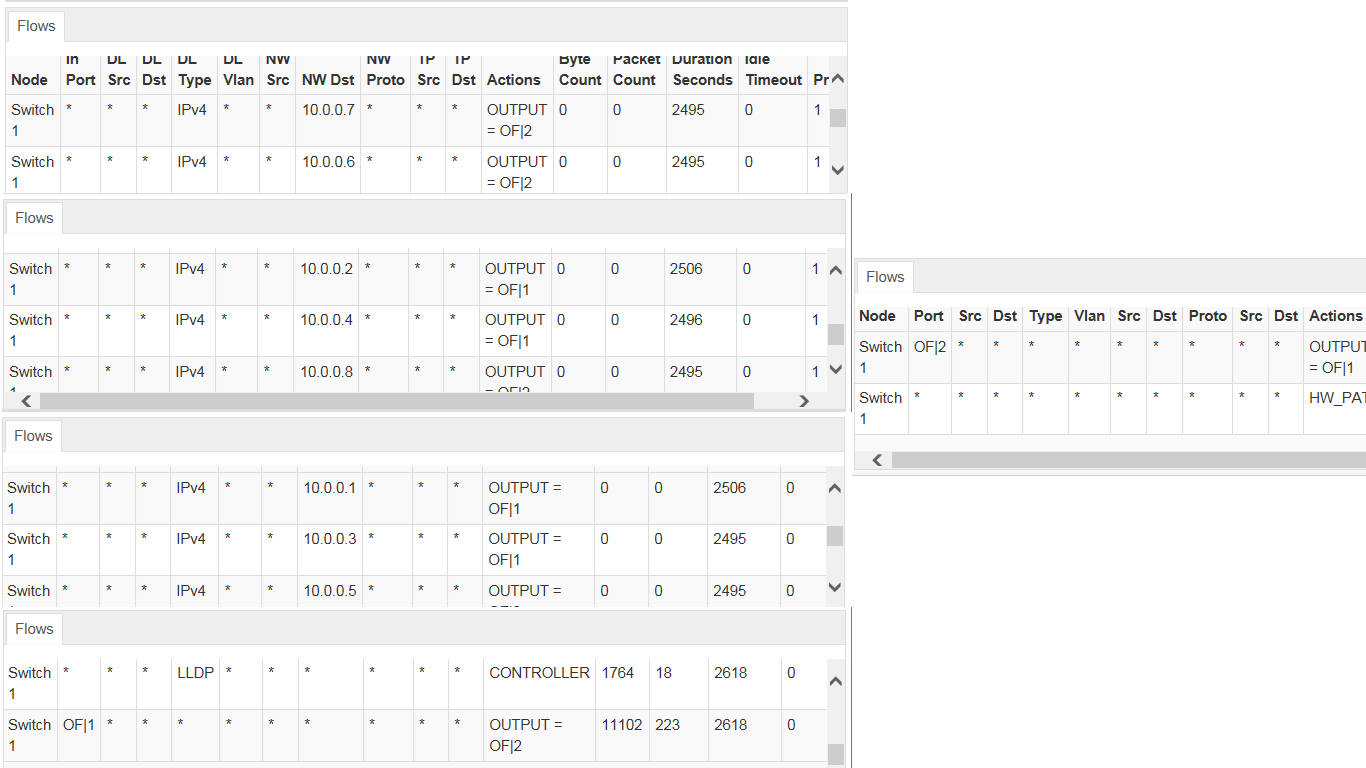 Flows
Node In Port DL Src DL Dst DL Type DL Vlan NW Src NW Dst NW Proto TP Src TP Dst Actions Byte Count Packet Count Duration Seconds Idle Timeout Pr
Switch 1 * * * IPv4 * * 10.0.0.7 * * * OUTPUT = OF|2 0 0 2495 0 1
Switch 1 * * * IPv4 * * 10.0.0.6 * * * OUTPUT = OF|2 0 0 2495 0 1
Flows
Switch 1 * * * IPv4 * * 10.0.0.2 * * * OUTPUT = OF|1 0 0 2506 0 1
Switch 1 * * * IPv4 * * 10.0.0.4 * * * OUTPUT = OF|1 0 0 2496 0 1
Switch 1 * * * IPv4 * * 10.0.0.8 * * * OUTPUT = OF|2 0 0 2495 0 1
Flows
Switch 1 * * * IPv4 * * 10.0.0.1 * * * OUTPUT = OF|1 0 0 2506 0
Switch 1 * * * IPv4 * * 10.0.0.3 * * * OUTPUT = OF|1 0 0 2495 0
Switch 1 * * * IPv4 * * 10.0.0.5 * * * OUTPUT = 0 0 2495 0
Flows
Switch 1 * * * LLDP * * * * * * CONTROLLER 1764 18 2618 0
Switch 1 OF|1 * * * * * * * * * OUTPUT = OF|2 11102 223 2618 0
Flows
Node Port Src Dst Type Vlan Src Dst Proto Src Dst Actions
Switch 1 OF|2 * * * * * * * * * OUTPUT = OF|1
Switch 1 * * * * * * * * * * HW_PAT